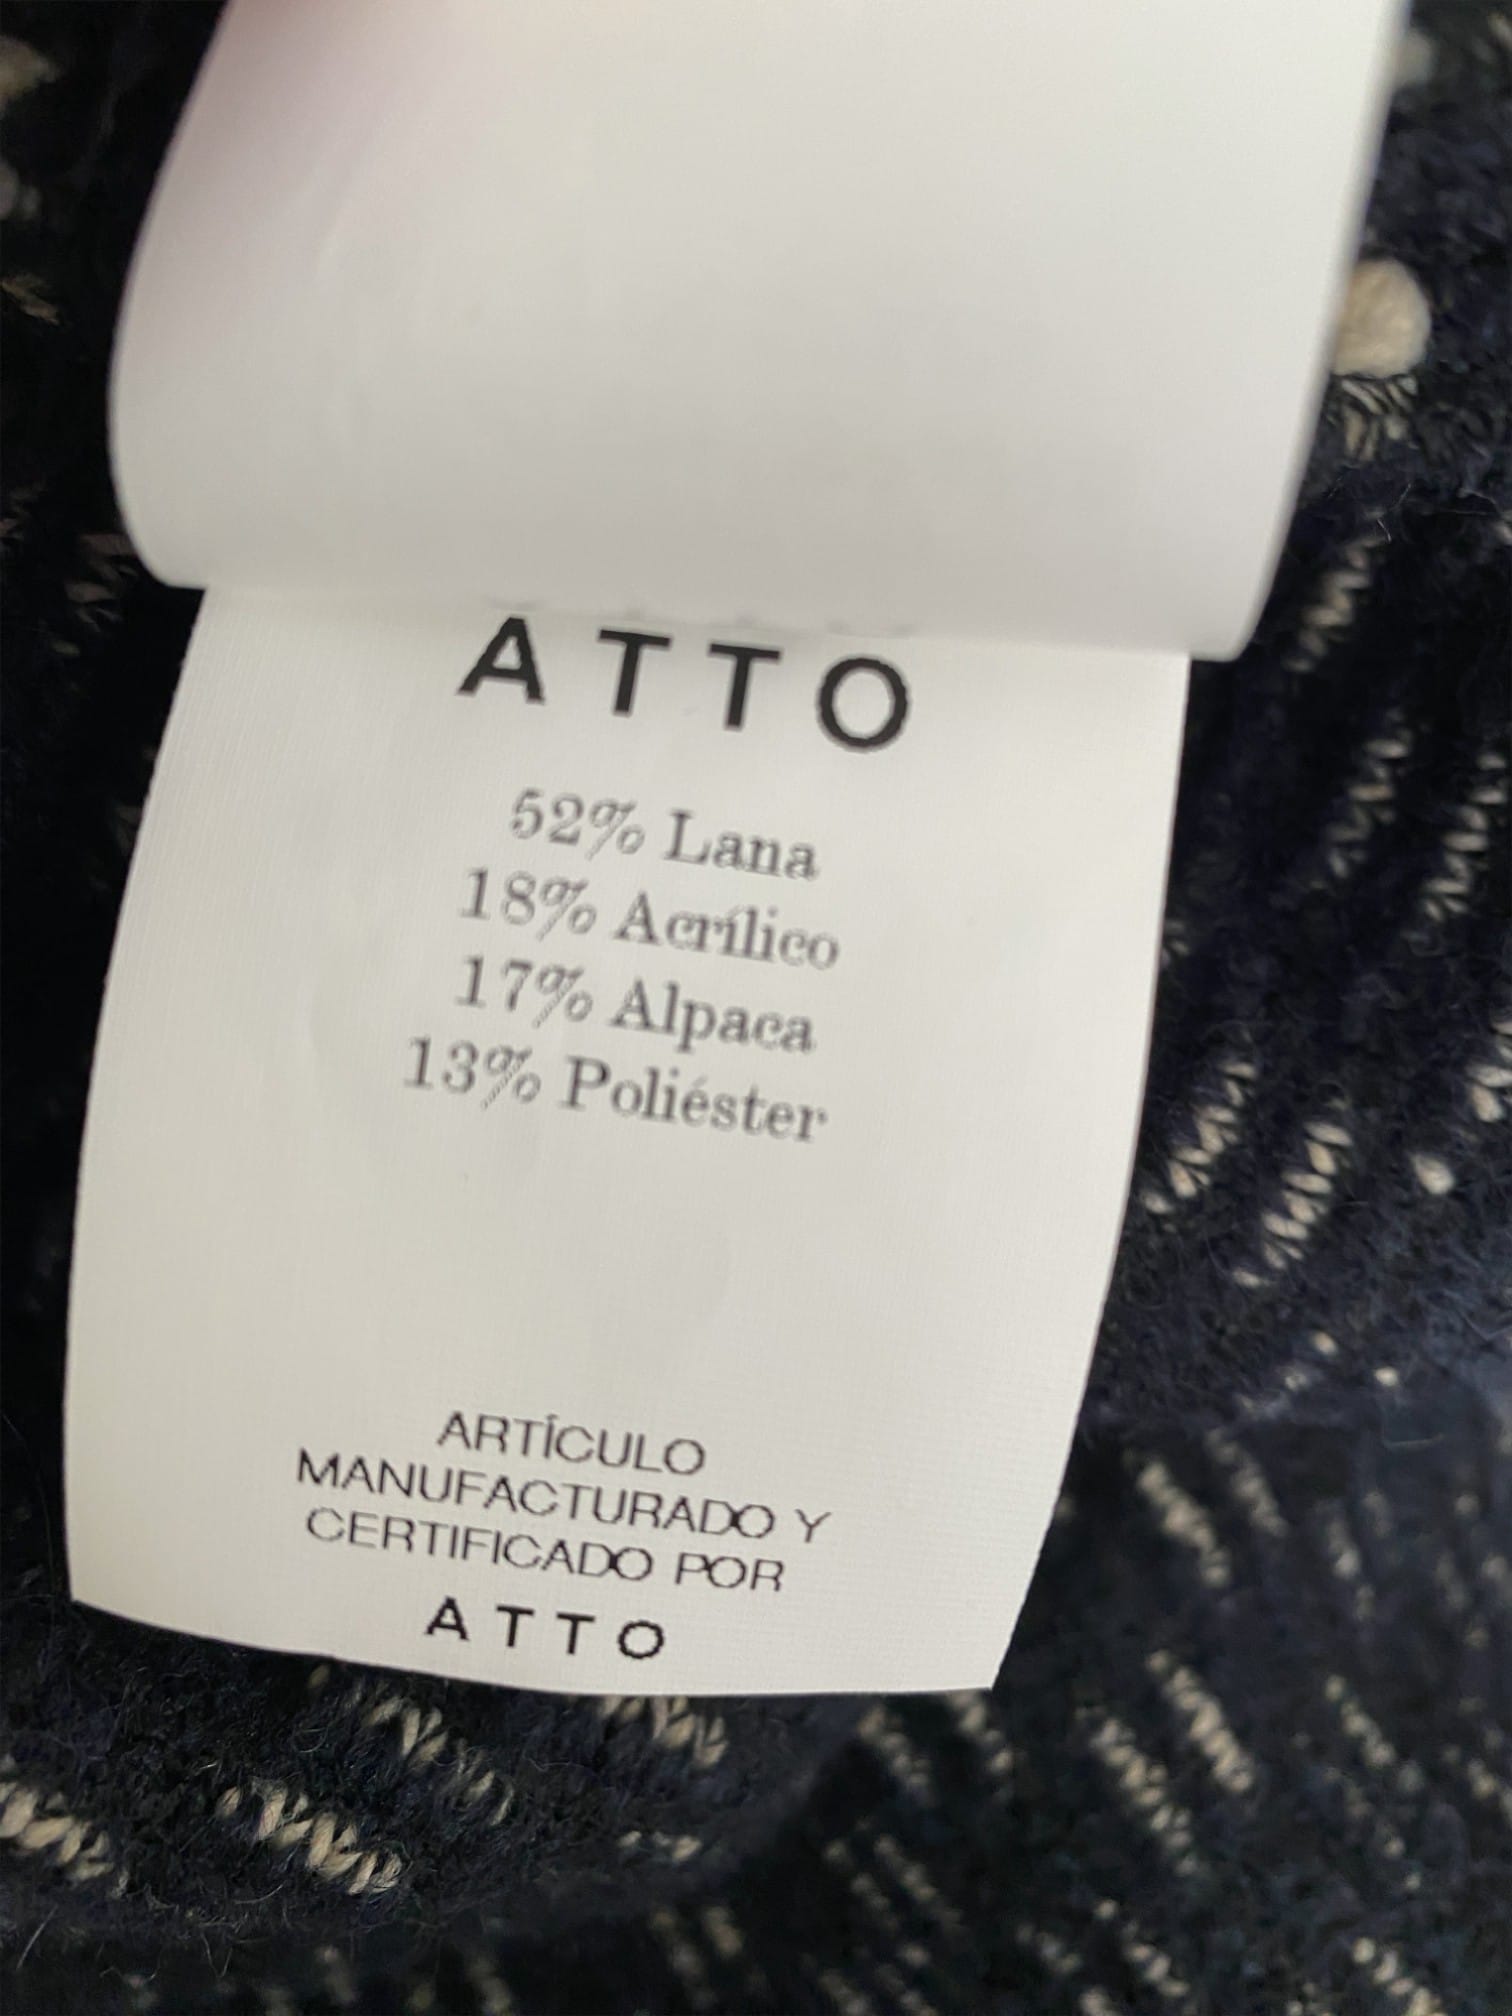 ATTO
52% Lana
18% Acrílico
17% Alpaca
13% Poliéster
ARTÍCULO
MANUFACTURADO Y
CERTIFICADO POR
ATTO